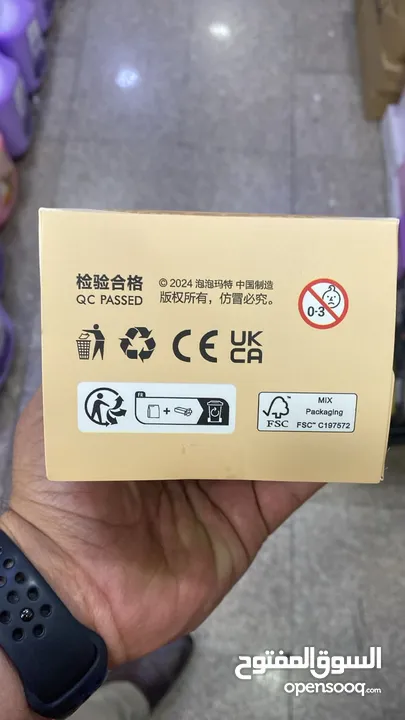 检验合格
QC PASSED
© 2024 泡泡玛特 中国制造
版权所有，仿冒必究。
0-3
CE
UK
CA
FR
+
FSC
MIX
Packaging
FSC™ C197572
السوق المفتوح
opensooq.com